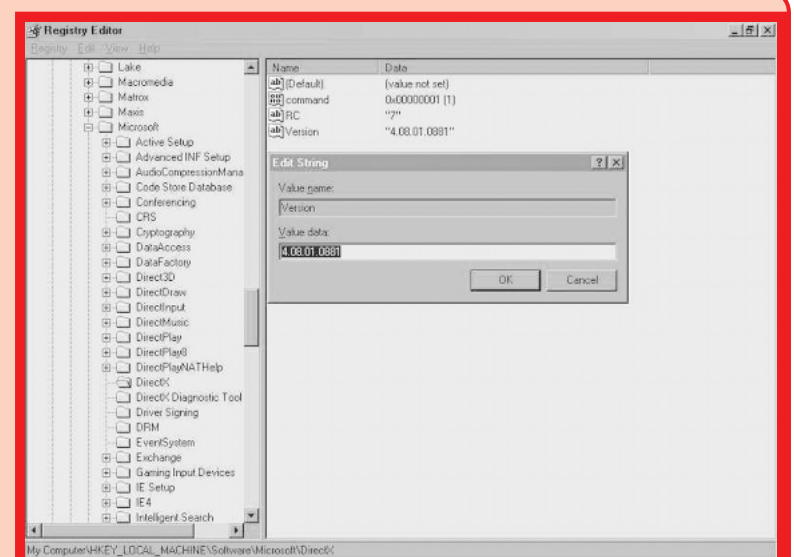 Registry Editor
Registry Edit View Help
Lake
Macromedia
Matrox
Maxis
Microsoft
Active Setup
Advanced INF Setup
AudioCompressionMana
Code Store Database
Conferencing
CRS
Cryptography
DataAccess
DataFactory
Direct3D
DirectDraw
DirectInput
DirectMusic
DirectPlay
DirectPlay8
DirectPlayNATHelp
DirectX
DirectX Diagnostic Tool
Driver Signing
DRM
EventSystem
Exchange
Gaming Input Devices
IE Setup
IE4
Intelligent Search
Name Data
(Default) (value not set)
command 0x00000001 (1)
RC "7"
Version "4.08.01.0881"
Edit String
Value name:
Version
Value data:
4.08.01.0881
OK Cancel
My Computer\HKEY_LOCAL_MACHINE\Software\Microsoft\DirectX